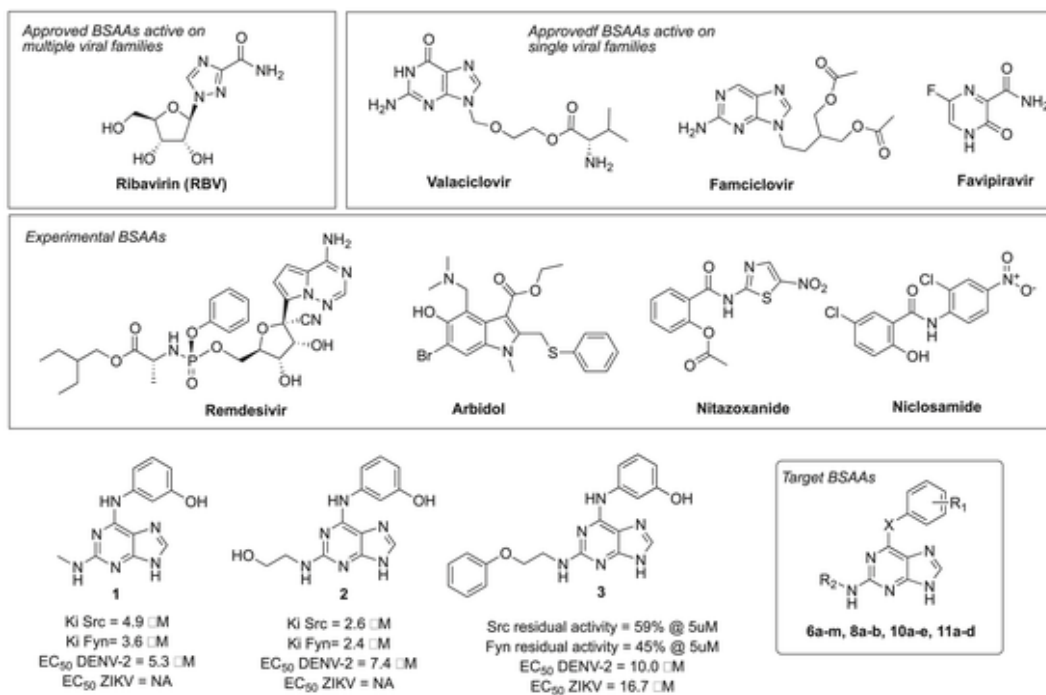 Approved BSAAs active on
multiple viral families
Ribavirin (RBV)
Approvedf BSAAs active on
single viral families
Valaciclovir
Famciclovir
Favipiravir
Experimental BSAAs
Remdesivir
Arbidol
Nitazoxanide
Niclosamide
1
Ki Src = 4.9 □M
Ki Fyn= 3.6 □M
EC50 DENV-2 = 5.3 □M
EC50 ZIKV = NA
2
Ki Src = 2.6 □M
Ki Fyn = 2.4 □M
EC50 DENV-2 = 7.4 □M
EC50 ZIKV = NA
3
Src residual activity = 59% @ 5uM
Fyn residual activity = 45% @ 5uM
EC50 DENV-2 = 10.0 □M
EC50 ZIKV = 16.7 □M
Target BSAAs
R1
X
R2
6a-m, 8a-b, 10a-e, 11a-d